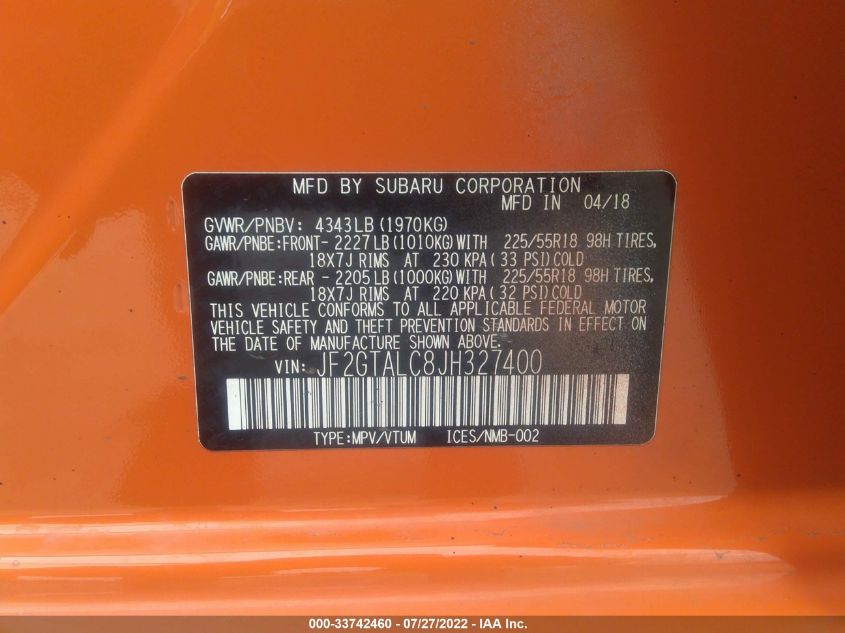 MFD BY SUBARU CORPORATION
MFD IN 04/18
GVWR/PNBV: 4343LB (1970KG)
GAWR/PNBE:FRONT- 2227LB (1010KG) WITH 225/55R18 98H TIRES,
18X7J RIMS AT 230 KPA ( 33 PSI) COLD
GAWR/PNBE:REAR - 2205LB (1000KG) WITH 225/55R18 98H TIRES,
18X7J RIMS AT 220 KPA ( 32 PSI) COLD
THIS VEHICLE CONFORMS TO ALL APPLICABLE FEDERAL MOTOR
VEHICLE SAFETY AND THEFT PREVENTION STANDARDS IN EFFECT ON
THE DATE OF MANUFACTURE SHOWN ABOVE.
VIN: JF2GTALC8JH327400
TYPE:MPV/VTUM ICES/NMB-002
000-33742460 - 07/27/2022 - IAA Inc.